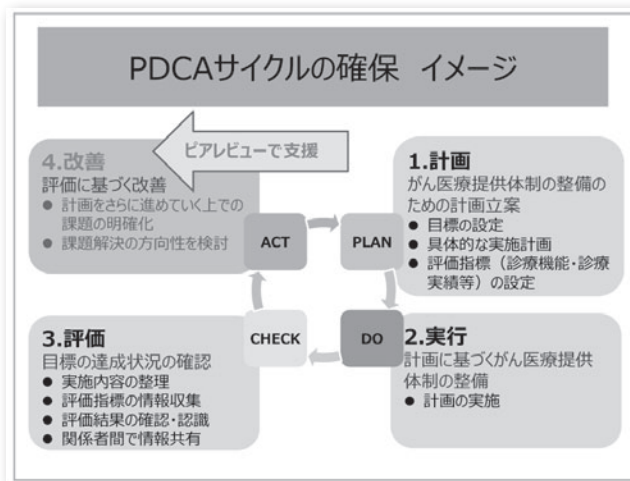 PDCAサイクルの確保 イメージ
ピアレビューで支援
4.改善
評価に基づく改善
● 計画をさらに進めていく上での
課題の明確化
● 課題解決の方向性を検討
1.計画
がん医療提供体制の整備の
ための計画立案
● 目標の設定
● 具体的な実施計画
● 評価指標（診療機能・診療
実績等）の設定
ACT
PLAN
CHECK
DO
3.評価
目標の達成状況の確認
● 実施内容の整理
● 評価指標の情報収集
● 評価結果の確認・認識
● 関係者間で情報共有
2.実行
計画に基づくがん医療提供
体制の整備
● 計画の実施